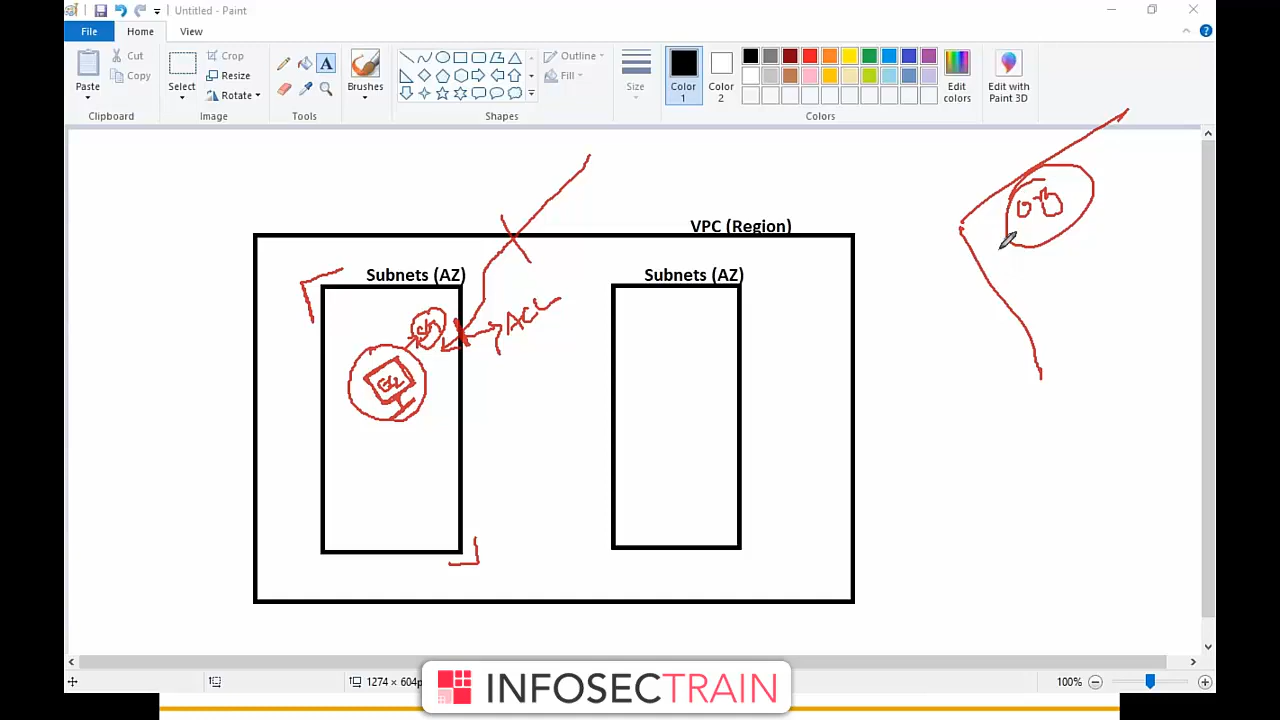 Untitled - Paint
File Home View
Paste
Cut
Copy
Clipboard
Select
Crop
Resize
Rotate
Image
Tools
Brushes
Outline
Fill
Shapes
Size
Color 1
Color 2
Edit colors
Colors
Edit with Paint 3D
VPC (Region)
Subnets (AZ)
Subnets (AZ)
ACL
1274 × 604p
100%
INFOSECTRAIN